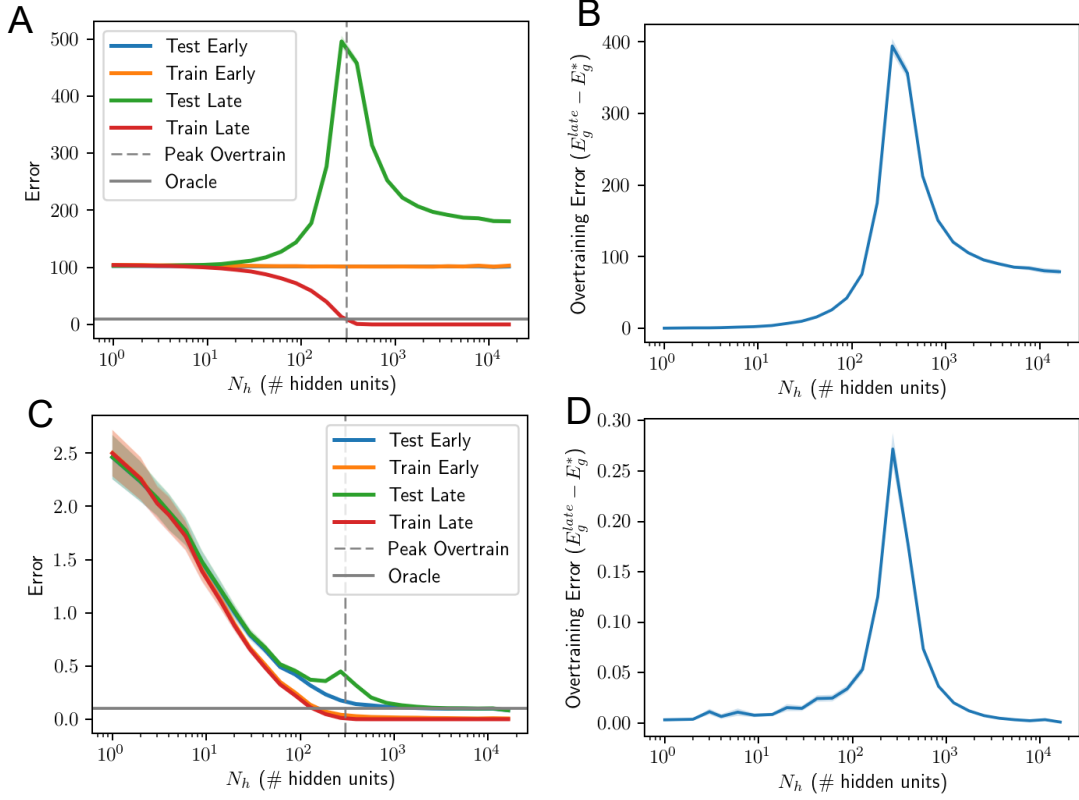 A
Error
500
400
300
200
100
0
Test Early
Train Early
Test Late
Train Late
Peak Overtrain
Oracle
10^0
10^1
10^2
10^3
10^4
N_h (# hidden units)
B
Overtraining Error (E_g^{late} − E_g^*)
400
300
200
100
0
10^0
10^1
10^2
10^3
10^4
N_h (# hidden units)
C
Error
2.5
2.0
1.5
1.0
0.5
0.0
Test Early
Train Early
Test Late
Train Late
Peak Overtrain
Oracle
10^0
10^1
10^2
10^3
10^4
N_h (# hidden units)
D
Overtraining Error (E_g^{late} − E_g^*)
0.30
0.25
0.20
0.15
0.10
0.05
0.00
10^0
10^1
10^2
10^3
10^4
N_h (# hidden units)